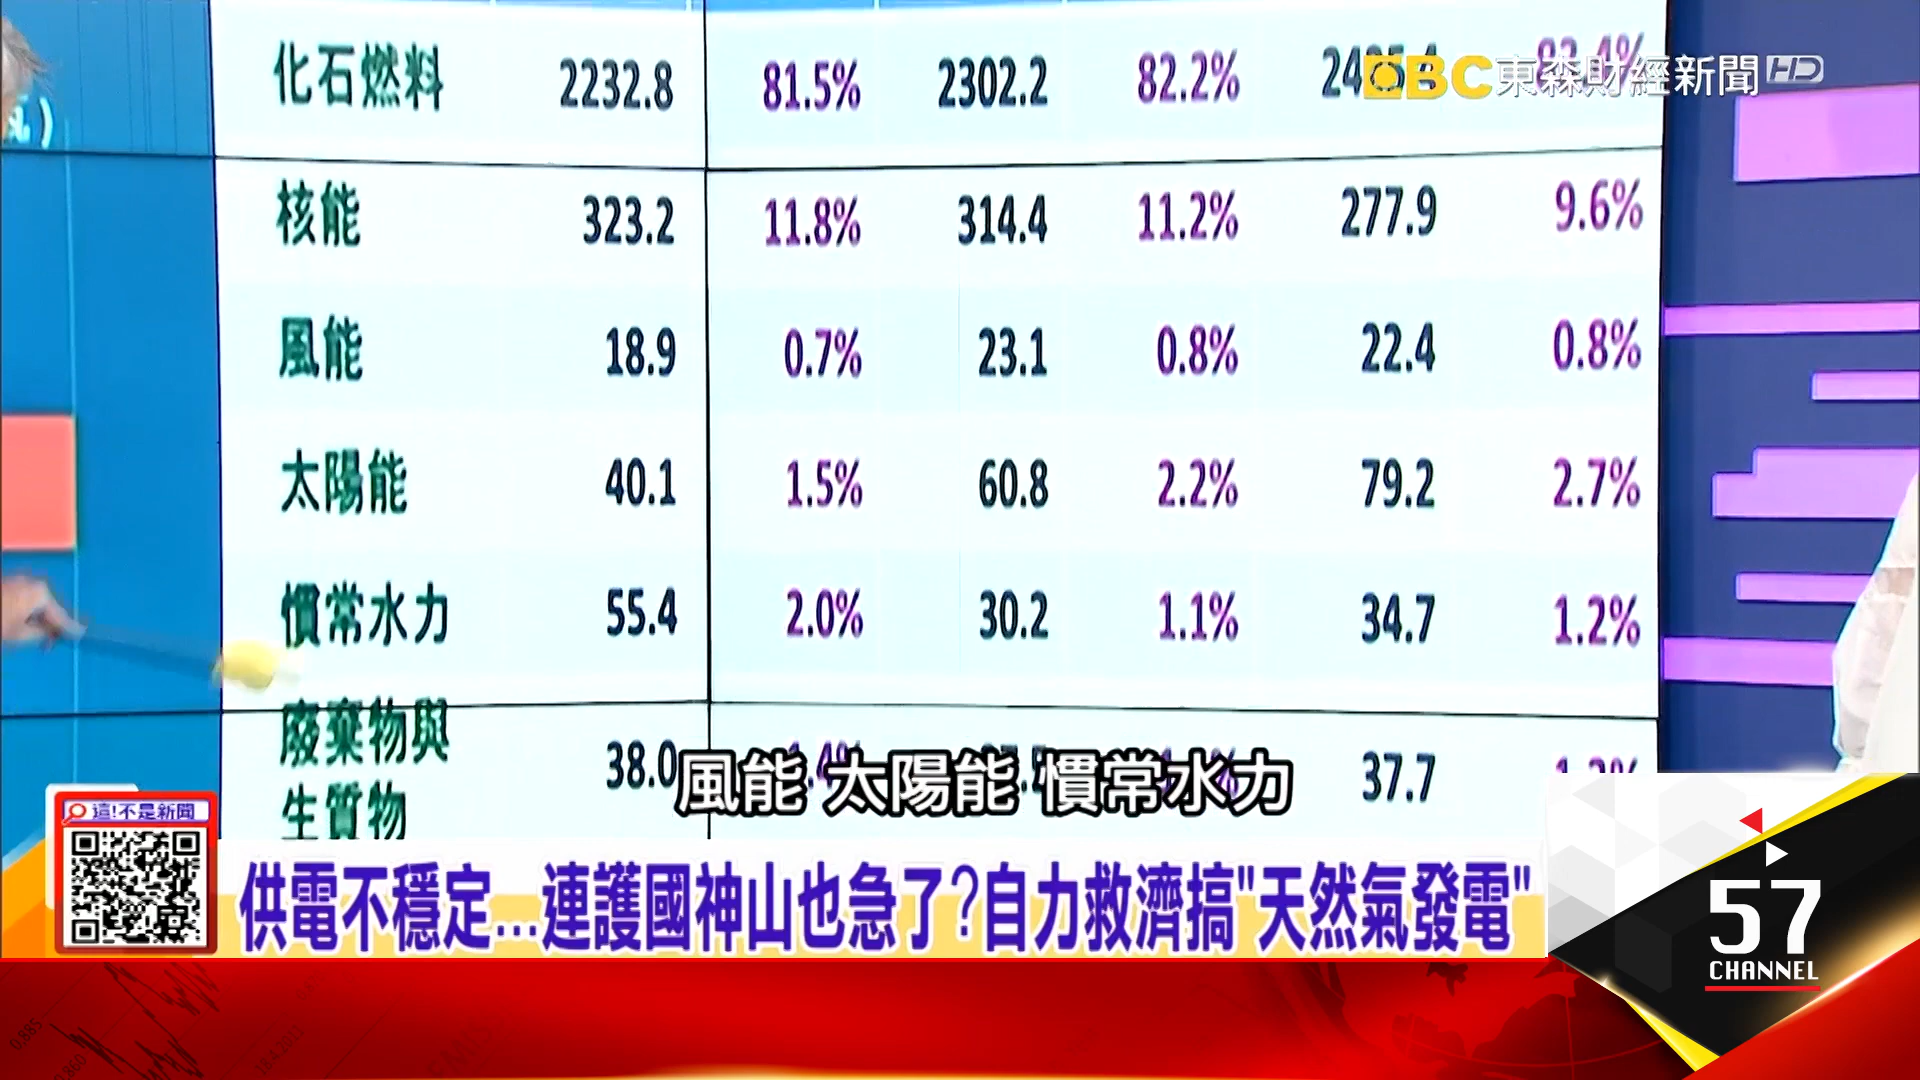 化石燃料 2232.8 81.5% 2302.2 82.2%
EBC 東森財經新聞 HD
核能 323.2 11.8% 314.4 11.2% 277.9 9.6%
風能 18.9 0.7% 23.1 0.8% 22.4 0.8%
太陽能 40.1 1.5% 60.8 2.2% 79.2 2.7%
慣常水力 55.4 2.0% 30.2 1.1% 34.7 1.2%
廢棄物與
生質物 38.0 37.7
風能 太陽能 慣常水力
這!不是新聞
供電不穩定...連護國神山也急了?自力救濟搞"天然氣發電"
57
CHANNEL